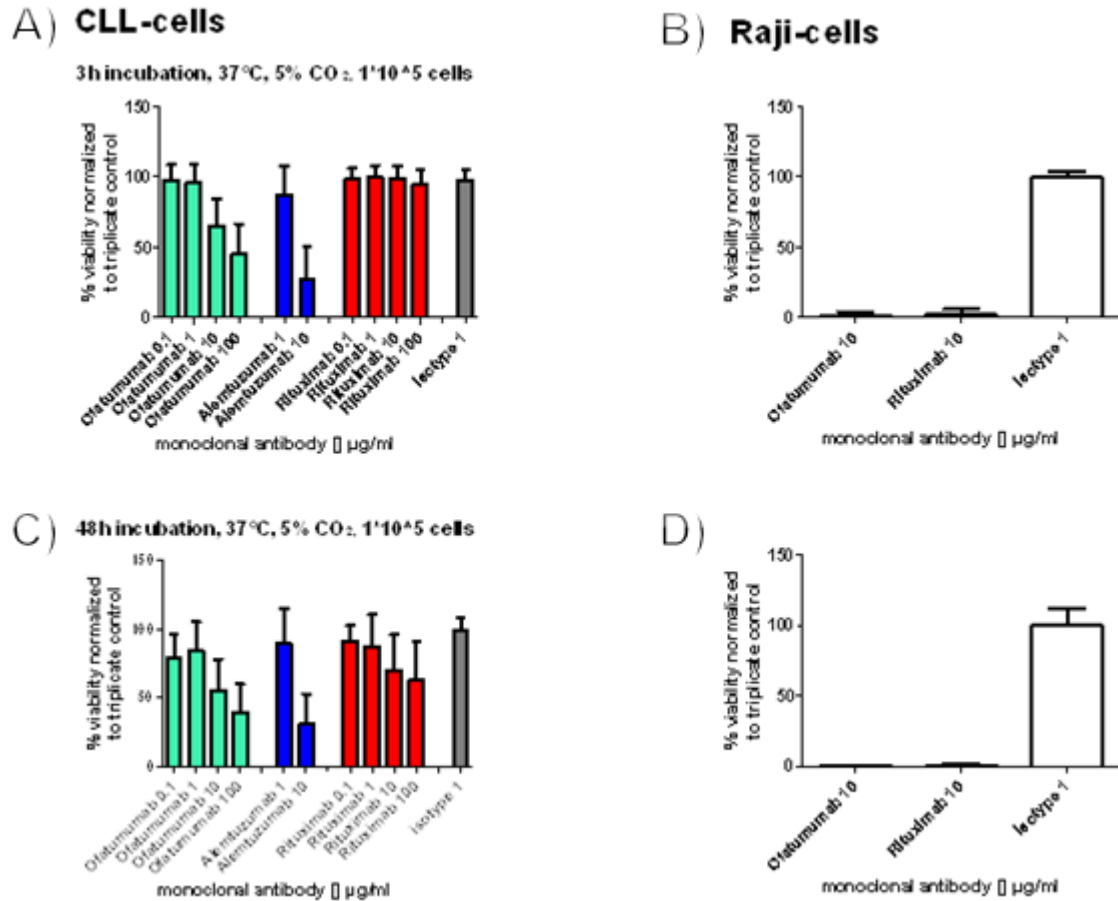 A) CLL-cells
3h incubation, 37°C, 5% CO2, 1*10^5 cells
% viability normalized
to triplicate control
150
100
50
0
Ofatumumab 0.1
Ofatumumab 1
Ofatumumab 10
Ofatumumab 100
Alemtuzumab 1
Alemtuzumab 10
Rituximab 0.1
Rituximab 1
Rituximab 10
Rituximab 100
Isotype 1
monoclonal antibody [] µg/ml
B) Raji-cells
% viability normalized
to triplicate control
150
100
50
0
Ofatumumab 10
Rituximab 10
Isotype 1
monoclonal antibody [] µg/ml
C) 48h incubation, 37°C, 5% CO2, 1*10^5 cells
% viability normalized
to triplicate control
150
100
50
0
Ofatumumab 0.1
Ofatumumab 1
Ofatumumab 10
Ofatumumab 100
Alemtuzumab 1
Alemtuzumab 10
Rituximab 0.1
Rituximab 1
Rituximab 10
Rituximab 100
Isotype 1
monoclonal antibody [] µg/ml
D)
% viability normalized
to triplicate control
150
100
50
0
Ofatumumab 10
Rituximab 10
Isotype 1
monoclonal antibody [] µg/ml